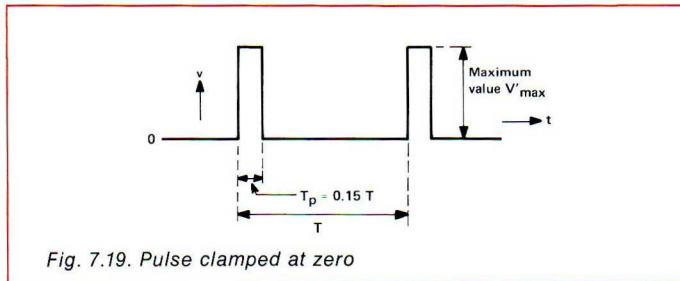 v
Maximum
value V'max
t
0
Tp = 0.15 T
T
Fig. 7.19. Pulse clamped at zero